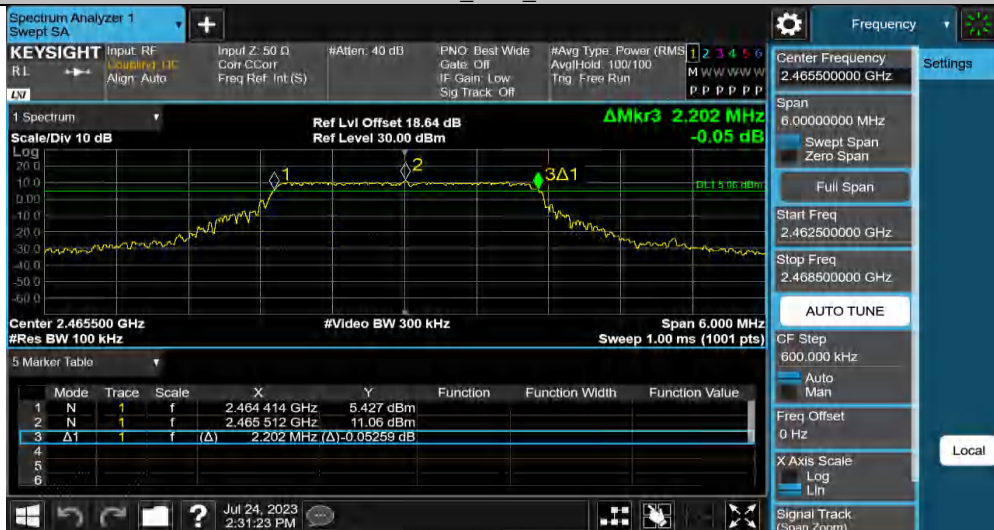 Spectrum Analyzer 1
Swept SA
+
Frequency
KEYSIGHT
RL
LXI
Input: RF
Coupling: DC
Align: Auto
Input Z: 50 Ω
Corr CCorr
Freq Ref: Int (S)
#Atten: 40 dB
PNO: Best Wide
Gate: Off
IF Gain: Low
Sig Track: Off
#Avg Type: Power (RMS
Avg|Hold: 100/100
Trig: Free Run
1 2 3 4 5 6
M W W W W W
P P P P P P
1 Spectrum
Scale/Div 10 dB
Ref Lvl Offset 18.64 dB
Ref Level 30.00 dBm
ΔMkr3 2.202 MHz
-0.05 dB
Log
20.0
10.0
0.00
-10.0
-20.0
-30.0
-40.0
-50.0
-60.0
1
2
3Δ1
DL1 5.06 dBm
Center 2.465500 GHz
#Video BW 300 kHz
Span 6.000 MHz
#Res BW 100 kHz
Sweep 1.00 ms (1001 pts)
5 Marker Table
Mode Trace Scale X Y Function Function Width Function Value
1 N 1 f 2.464 414 GHz 5.427 dBm
2 N 1 f 2.465 512 GHz 11.06 dBm
3 Δ1 1 f (Δ) 2.202 MHz (Δ) -0.05259 dB
4
5
6
?
Jul 24, 2023
2:31:23 PM
Center Frequency
2.465500000 GHz
Span
6.00000000 MHz
Swept Span
Zero Span
Full Span
Start Freq
2.462500000 GHz
Stop Freq
2.468500000 GHz
AUTO TUNE
CF Step
600.000 kHz
Auto
Man
Freq Offset
0 Hz
X Axis Scale
Log
Lin
Signal Track
(Span Zoom)
Settings
Local